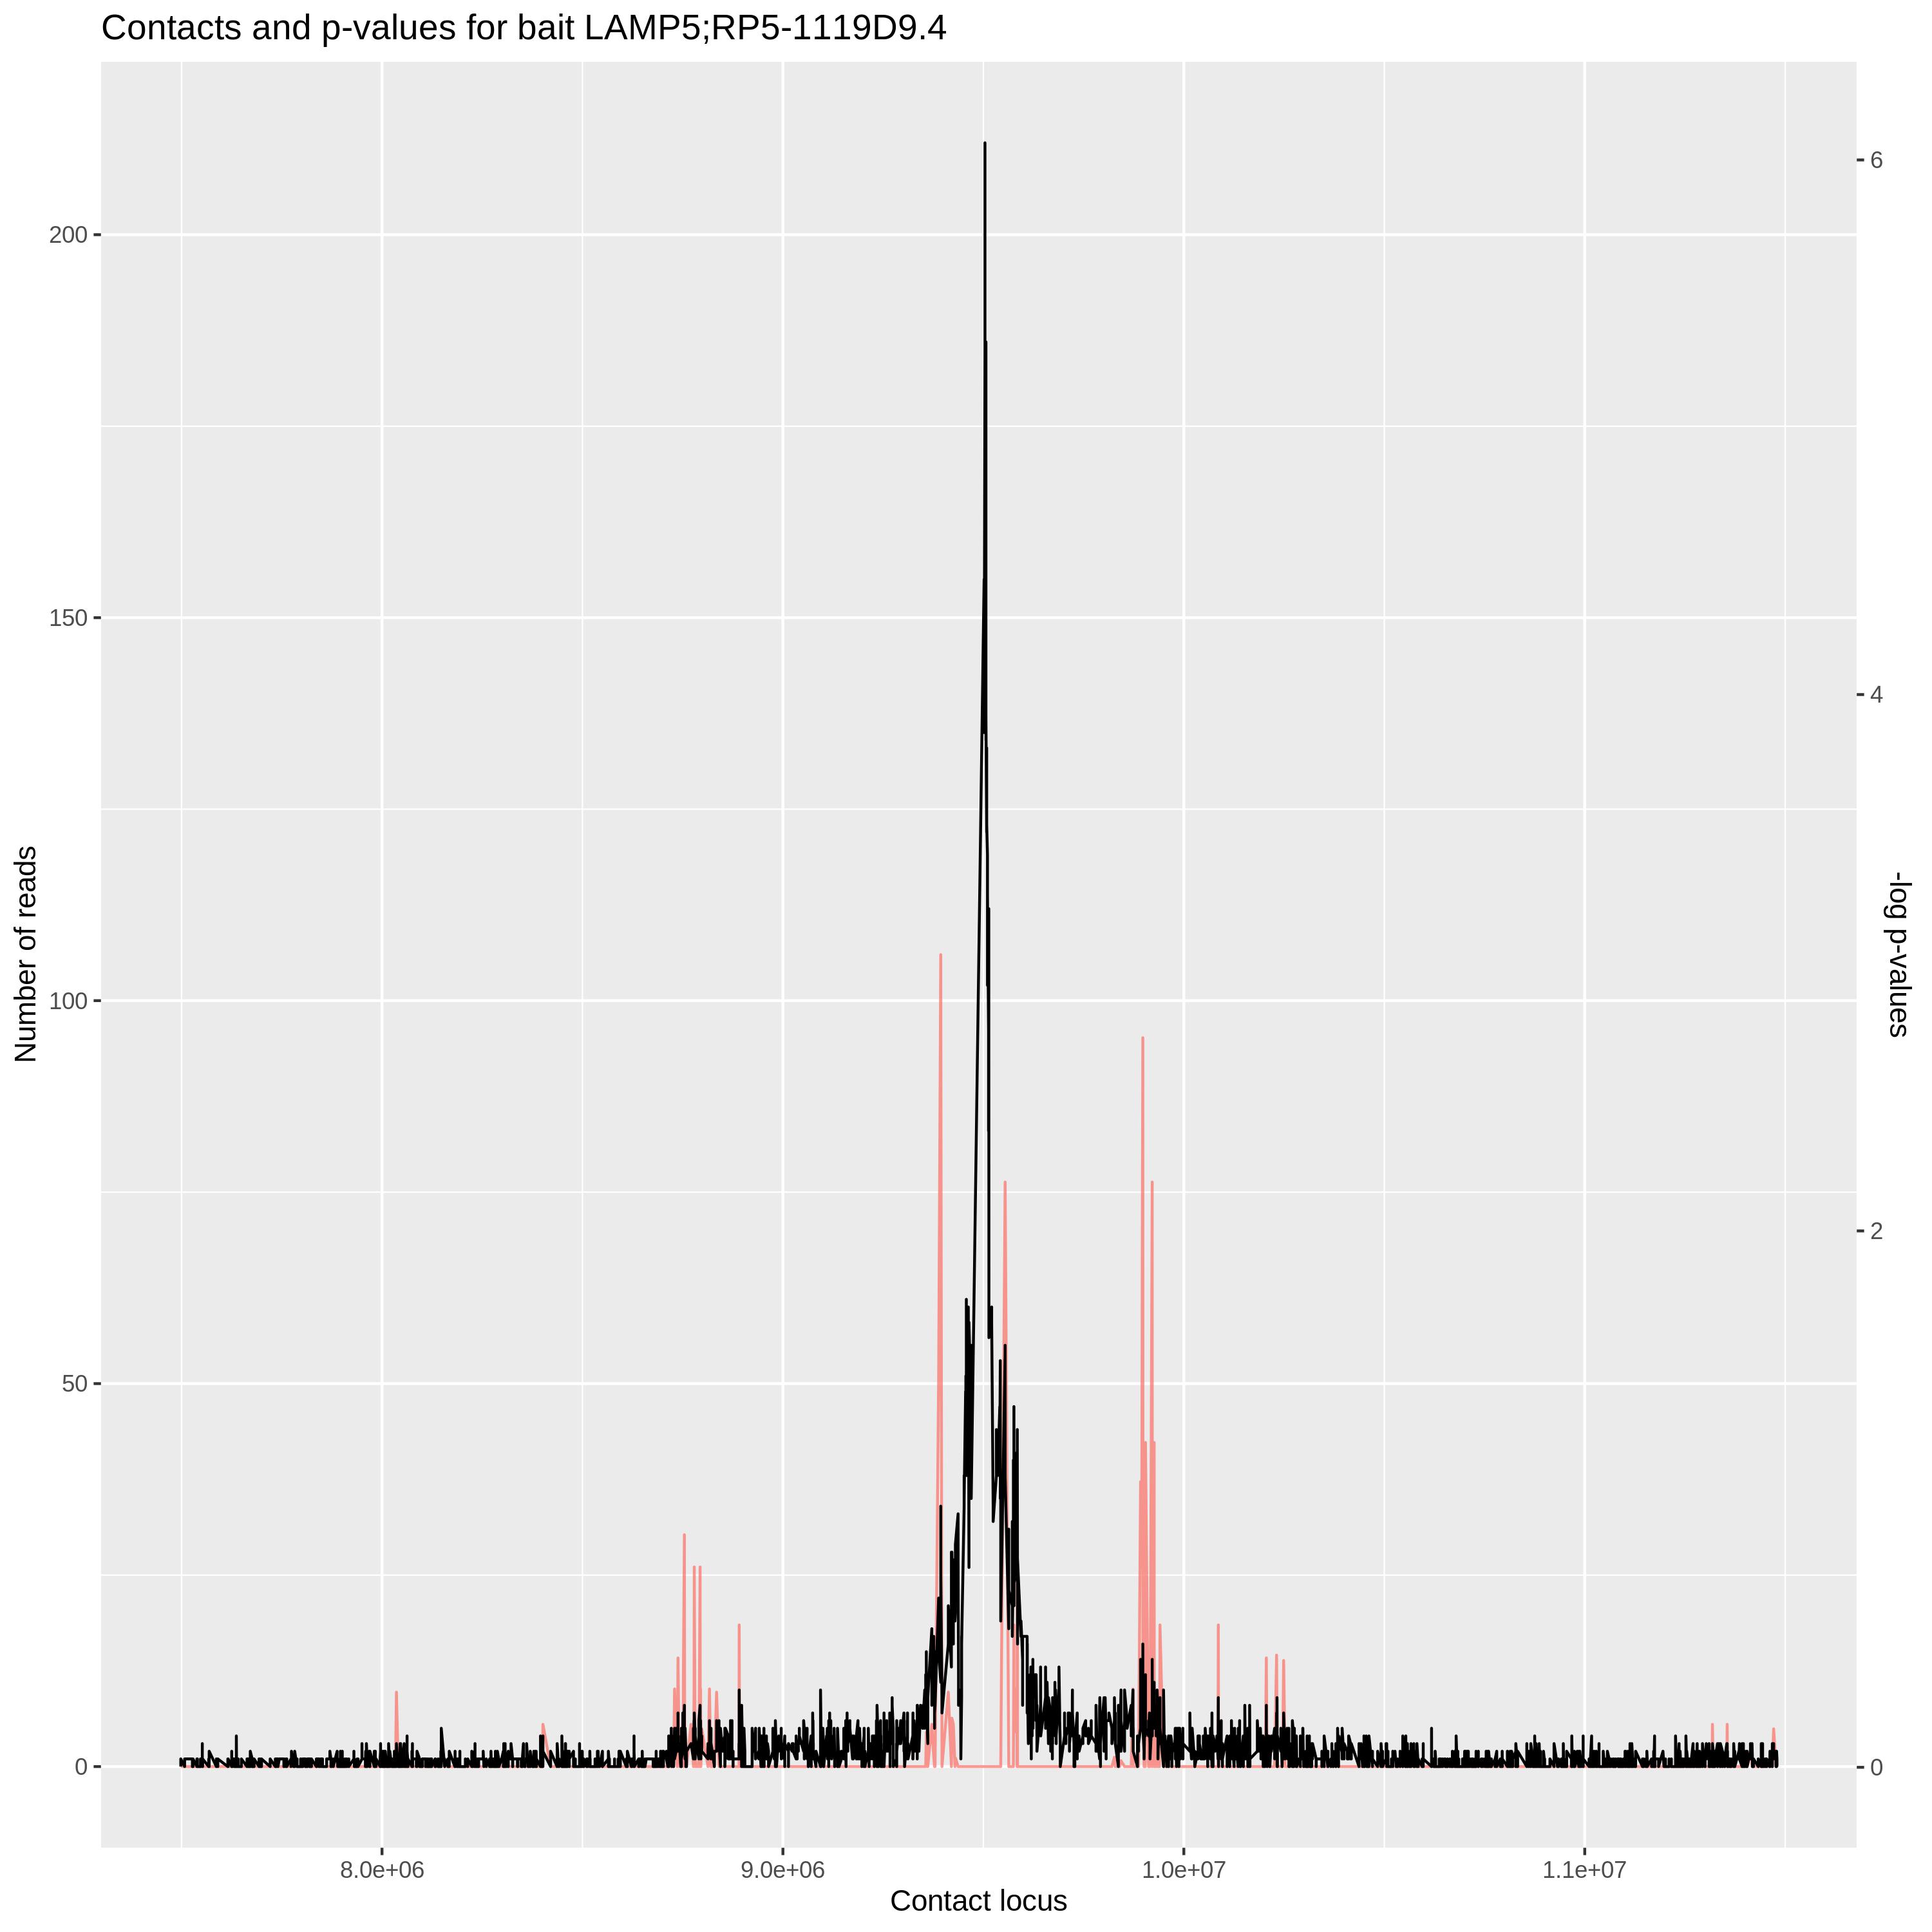 Contacts and p-values for bait LAMP5;RP5-1119D9.4
200
150
100
50
0
Number of reads
6
4
2
0
-log p-values
8.0e+06
9.0e+06
1.0e+07
1.1e+07
Contact locus